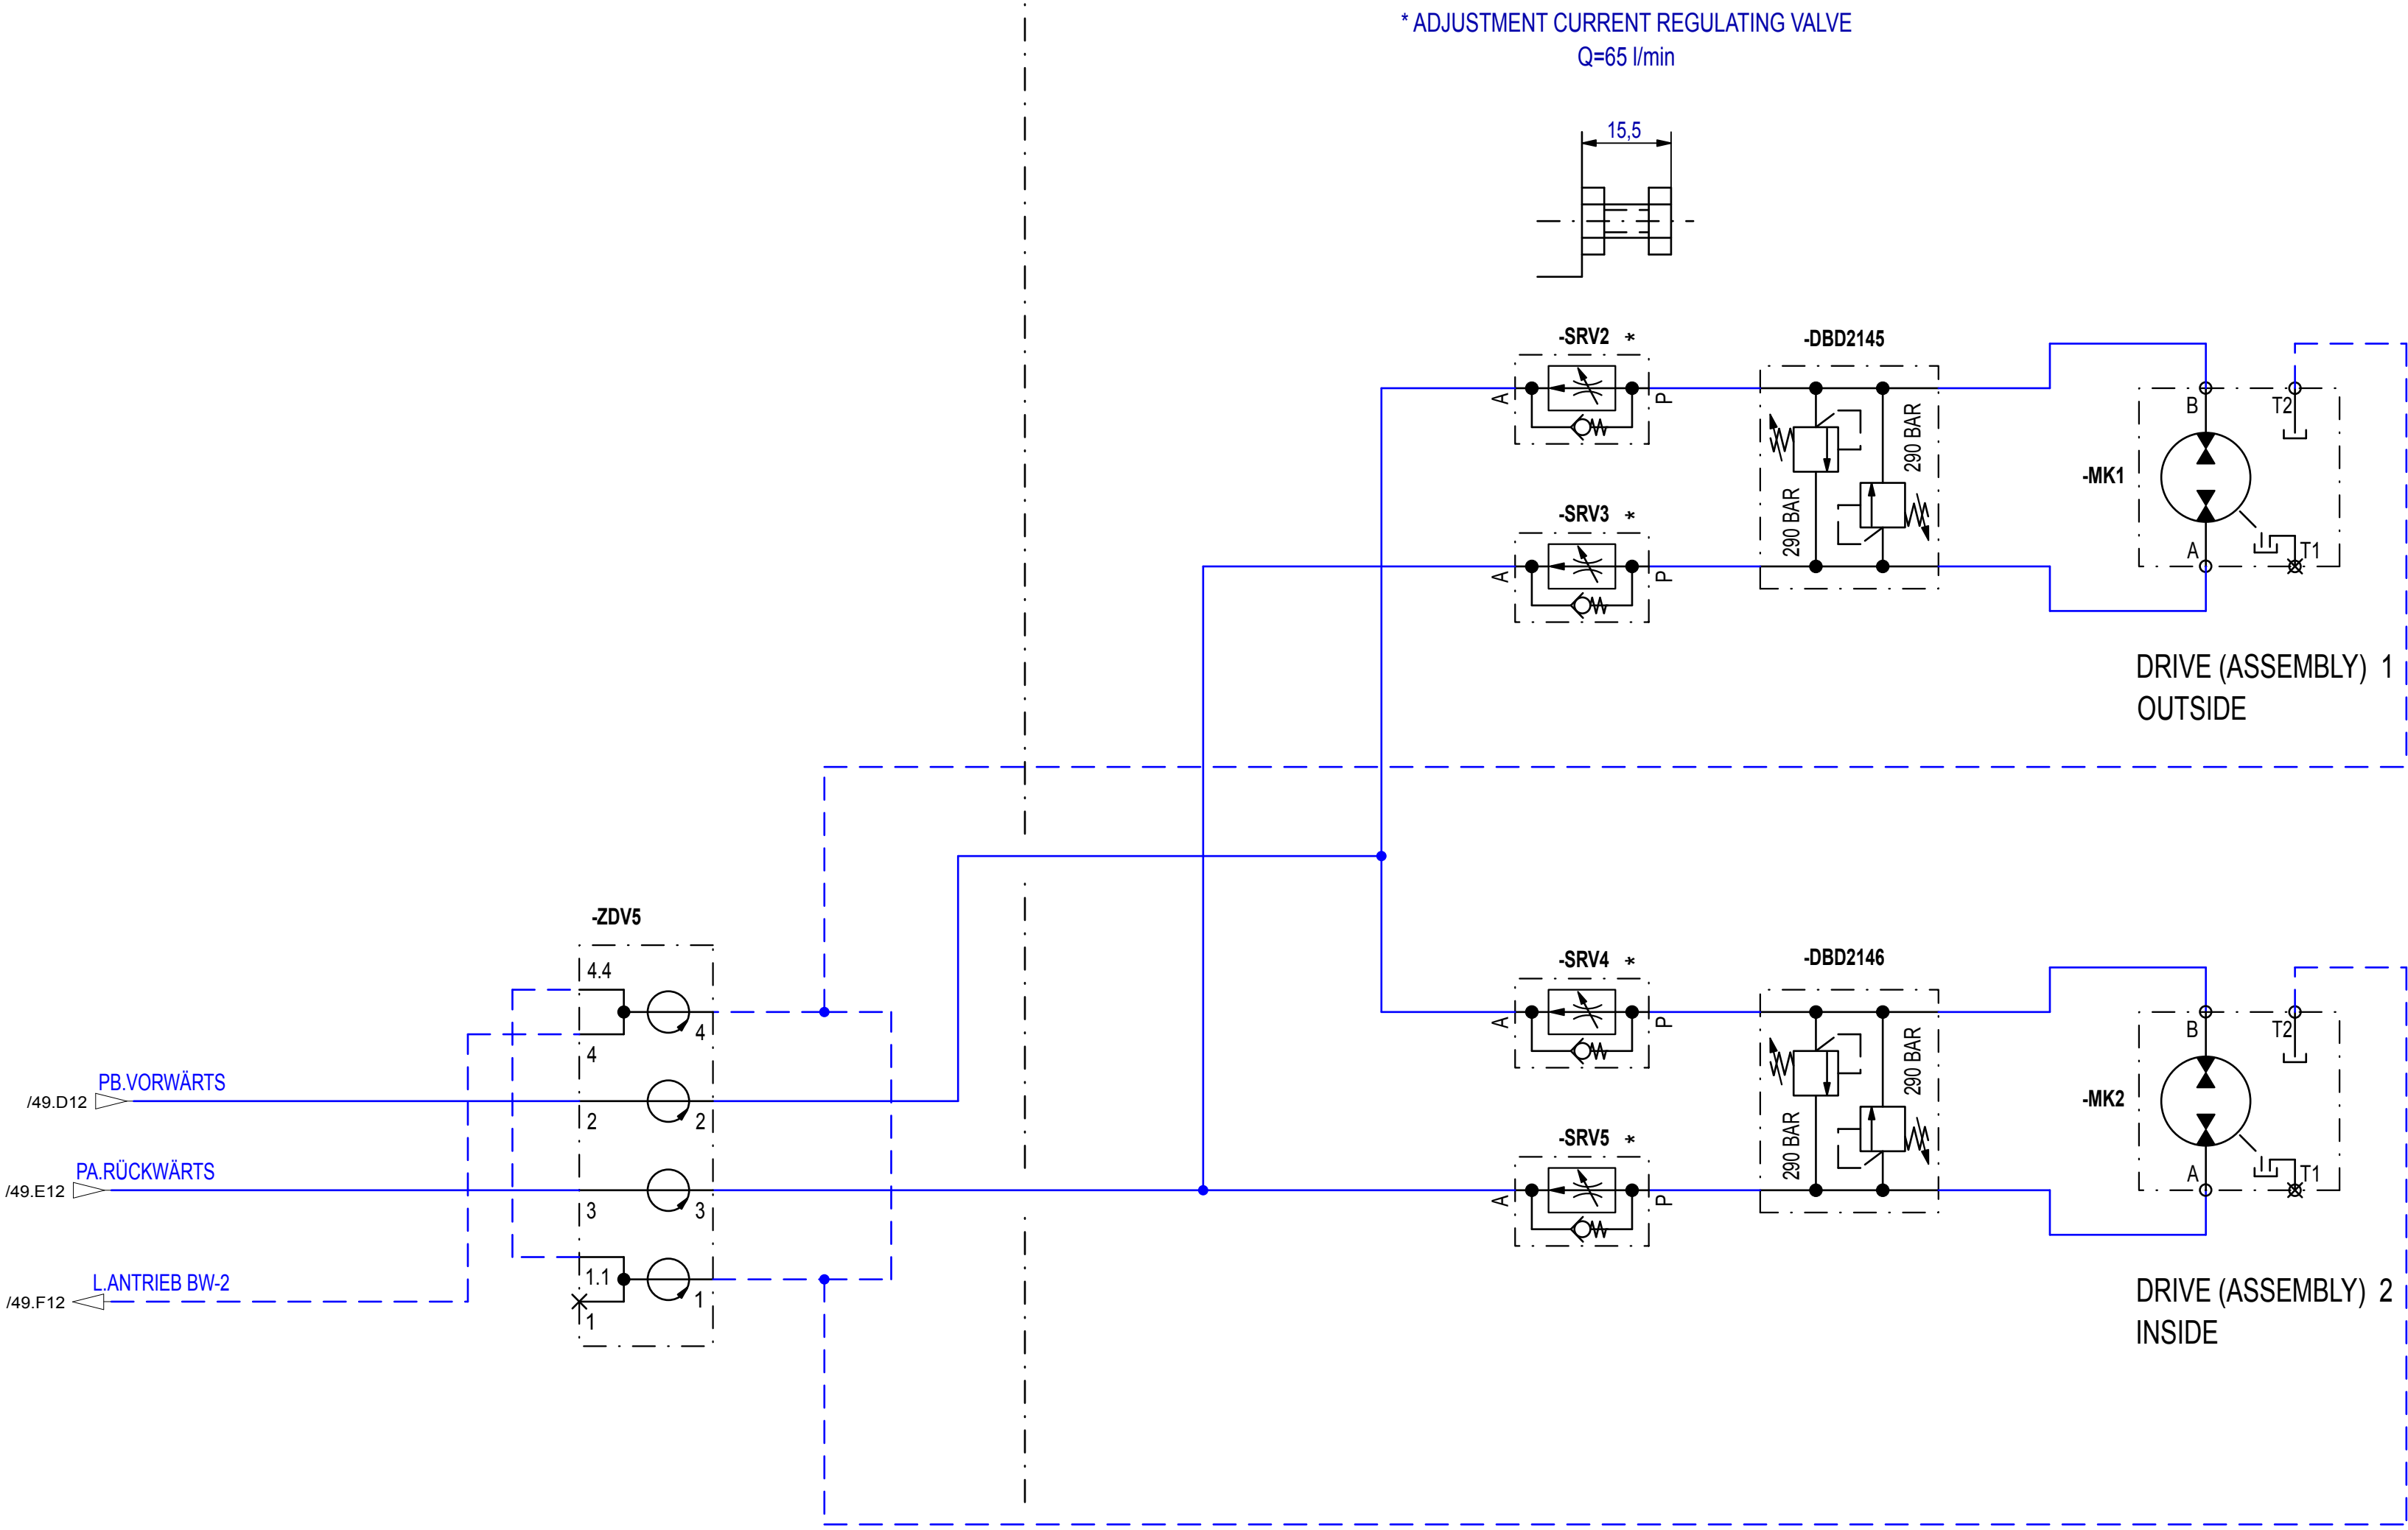 * ADJUSTMENT CURRENT REGULATING VALVE
Q=65 l/min
15,5
-SRV2 *
-DBD2145
A
P
290 BAR
290 BAR
B
T2
-MK1
A
T1
-SRV3 *
A
P
DRIVE (ASSEMBLY) 1
OUTSIDE
-ZDV5
4.4
4
4
2
2
3
3
1.1
1
1
PB.VORWÄRTS
/49.D12
PA.RÜCKWÄRTS
/49.E12
L.ANTRIEB BW-2
/49.F12
-SRV4 *
-DBD2146
A
P
290 BAR
290 BAR
B
T2
-MK2
A
T1
-SRV5 *
A
P
DRIVE (ASSEMBLY) 2
INSIDE